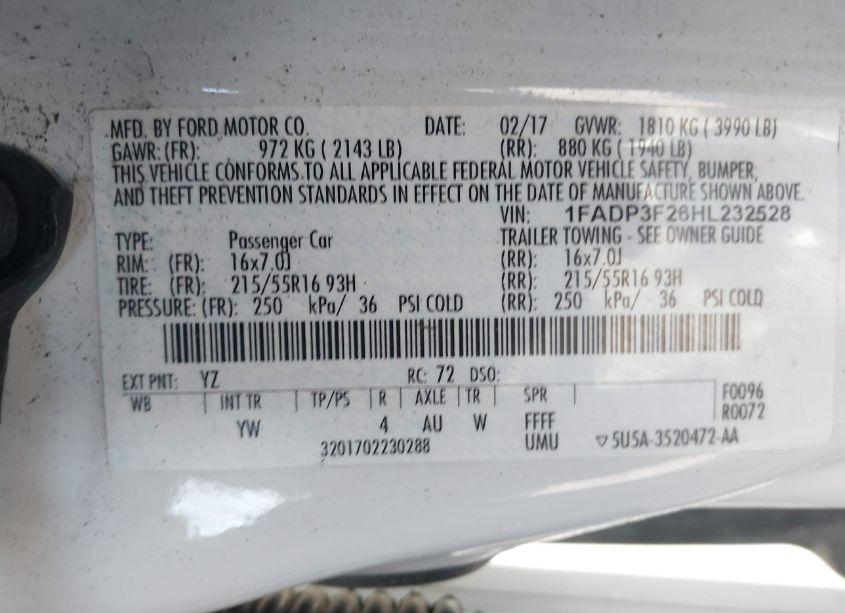 MFD. BY FORD MOTOR CO. DATE: 02/17 GVWR: 1810 KG ( 3990 LB)
GAWR: (FR): 972 KG ( 2143 LB) (RR): 880 KG ( 1940 LB)
THIS VEHICLE CONFORMS TO ALL APPLICABLE FEDERAL MOTOR VEHICLE SAFETY, BUMPER,
AND THEFT PREVENTION STANDARDS IN EFFECT ON THE DATE OF MANUFACTURE SHOWN ABOVE.
VIN: 1FADP3F26HL232528
TYPE: Passenger Car TRAILER TOWING - SEE OWNER GUIDE
RIM: (FR): 16x7.0J (RR): 16x7.0J
TIRE: (FR): 215/55R16 93H (RR): 215/55R16 93H
PRESSURE: (FR): 250 kPa/ 36 PSI COLD (RR): 250 kPa/ 36 PSI COLD
EXT PNT: YZ RC: 72 DSO:
WB | INT TR | TP/PS | R | AXLE | TR | SPR | F0096
YW 4 AU W FFFF R0072
3201702230288 UMU ▽ 5U5A-3520472-AA